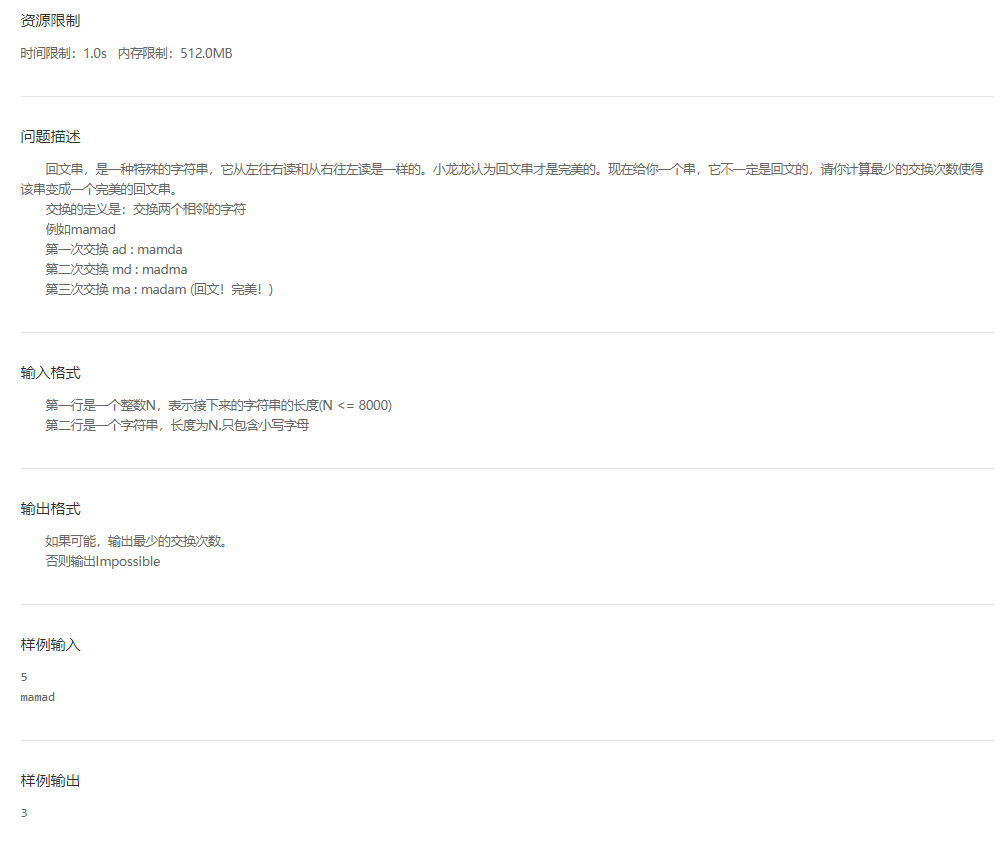 资源限制
时间限制：1.0s 内存限制：512.0MB
问题描述
回文串，是一种特殊的字符串，它从左往右读和从右往左读是一样的。小龙龙认为回文串才是完美的。现在给你一个串，它不一定是回文的，请你计算最少的交换次数使得
该串变成一个完美的回文串。
交换的定义是：交换两个相邻的字符
例如mamad
第一次交换 ad : mamda
第二次交换 md : madma
第三次交换 ma : madam (回文！完美！)
输入格式
第一行是一个整数N，表示接下来的字符串的长度(N <= 8000)
第二行是一个字符串，长度为N.只包含小写字母
输出格式
如果可能，输出最少的交换次数。
否则输出Impossible
样例输入
5
mamad
样例输出
3